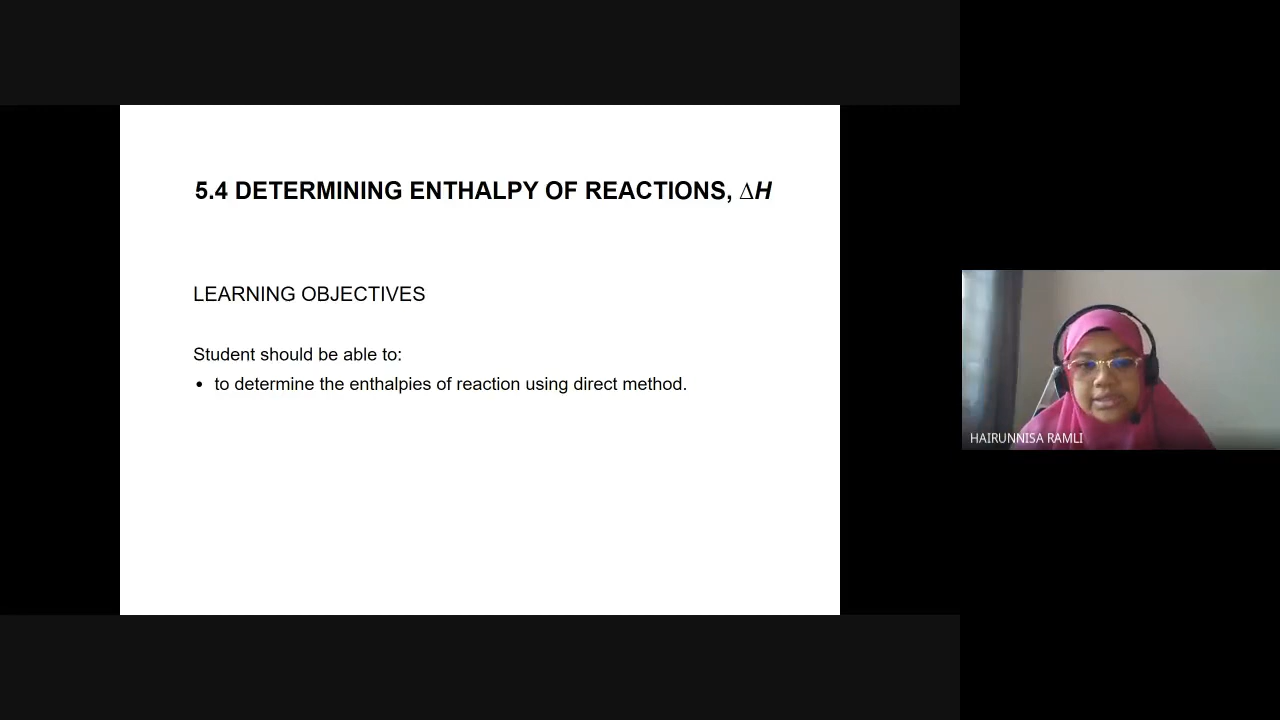 5.4 DETERMINING ENTHALPY OF REACTIONS, ∆H
LEARNING OBJECTIVES
Student should be able to:
• to determine the enthalpies of reaction using direct method.
HAIRUNNISA RAMLI